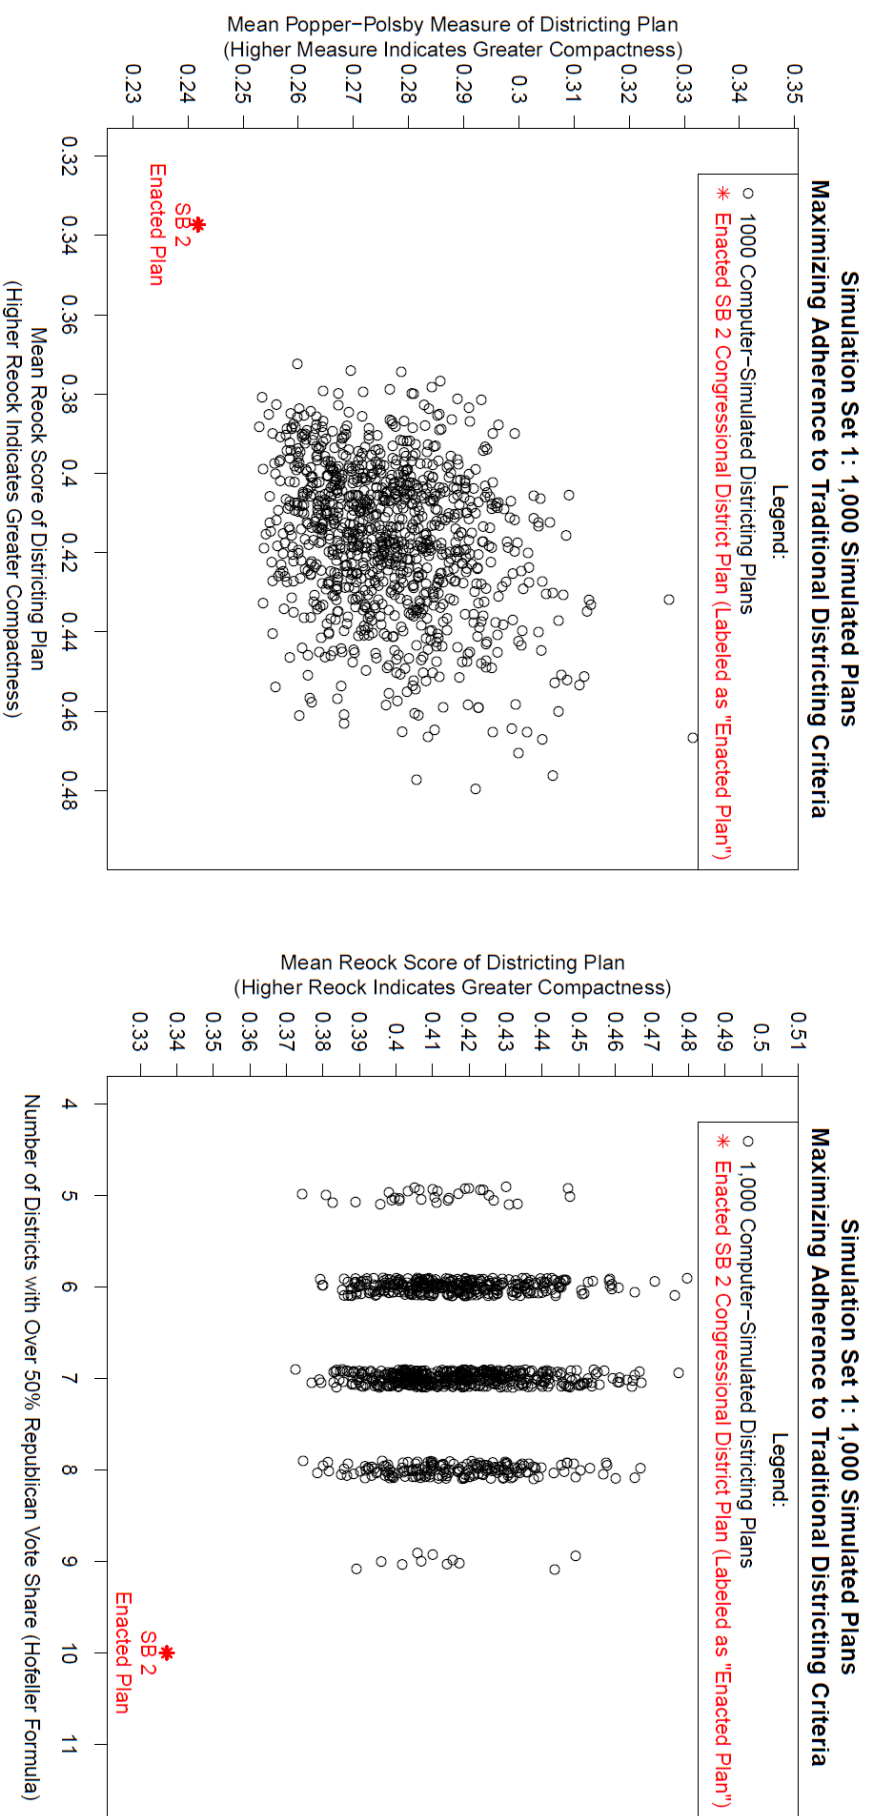 Simulation Set 1: 1,000 Simulated Plans
Maximizing Adherence to Traditional Districting Criteria
Legend:
1000 Computer−Simulated Districting Plans
Enacted SB 2 Congressional District Plan (Labeled as "Enacted Plan")
Mean Popper−Polsby Measure of Districting Plan
(Higher Measure Indicates Greater Compactness)
0.35
0.34
0.33
0.32
0.31
0.3
0.29
0.28
0.27
0.26
0.25
0.24
0.23
SB 2
Enacted Plan
0.32
0.34
0.36
0.38
0.4
0.42
0.44
0.46
0.48
Mean Reock Score of Districting Plan
(Higher Reock Indicates Greater Compactness)
Simulation Set 1: 1,000 Simulated Plans
Maximizing Adherence to Traditional Districting Criteria
Legend:
1,000 Computer−Simulated Districting Plans
Enacted SB 2 Congressional District Plan (Labeled as "Enacted Plan")
Mean Reock Score of Districting Plan
(Higher Reock Indicates Greater Compactness)
0.51
0.5
0.49
0.48
0.47
0.46
0.45
0.44
0.43
0.42
0.41
0.4
0.39
0.38
0.37
0.36
0.35
0.34
0.33
SB 2
Enacted Plan
4
5
6
7
8
9
10
11
Number of Districts with Over 50% Republican Vote Share (Hofeller Formula)